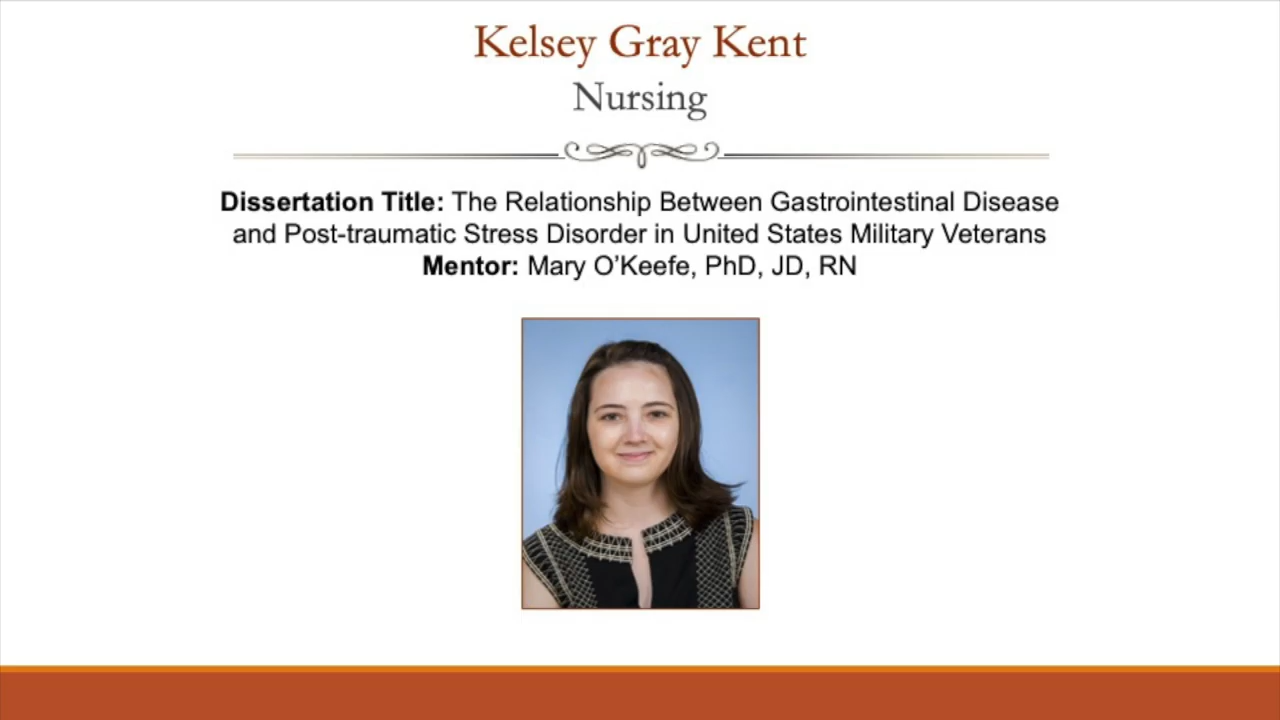 Kelsey Gray Kent
Nursing
Dissertation Title: The Relationship Between Gastrointestinal Disease
and Post-traumatic Stress Disorder in United States Military Veterans
Mentor: Mary O’Keefe, PhD, JD, RN